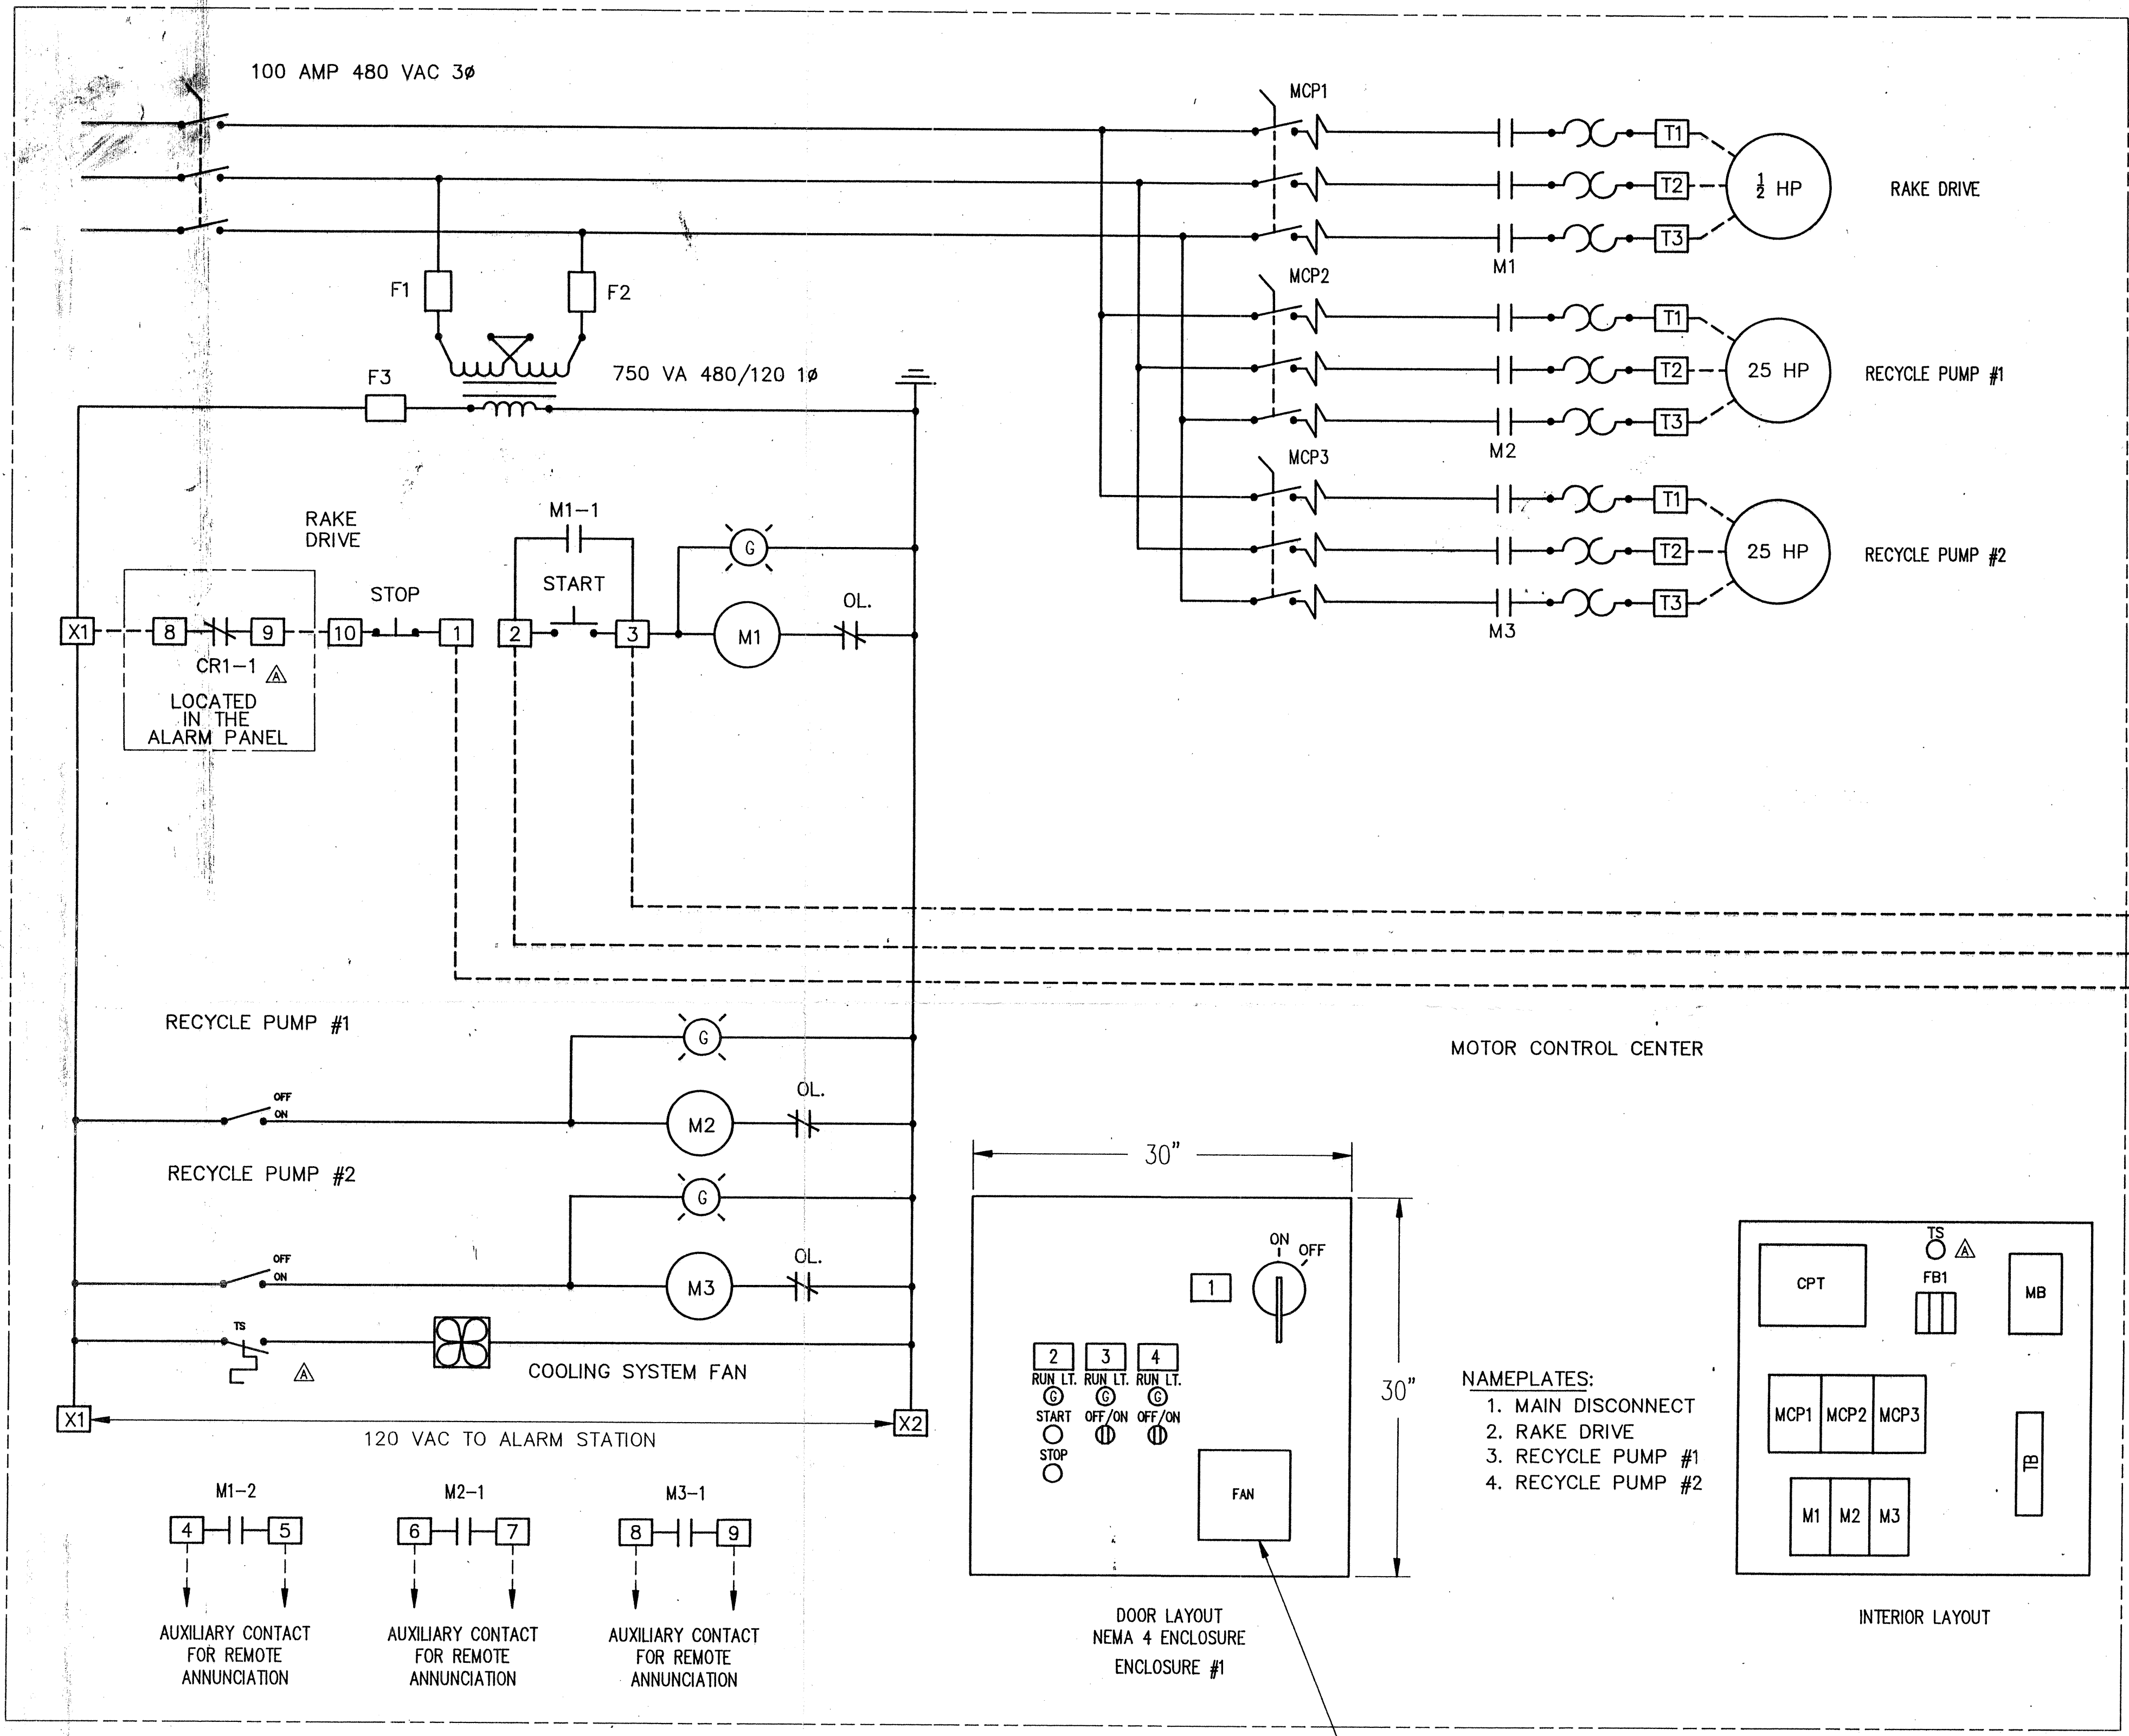 100 AMP 480 VAC 3ø
MCP1
T1
T2
T3
M1
½ HP
RAKE DRIVE
F1
F2
MCP2
T1
T2
T3
M2
25 HP
RECYCLE PUMP #1
750 VA 480/120 1ø
F3
MCP3
T1
T2
T3
M3
25 HP
RECYCLE PUMP #2
RAKE
DRIVE
M1-1
G
STOP
START
OL.
X1
8
9
10
1
2
3
M1
CR1-1
A
LOCATED
IN THE
ALARM PANEL
RECYCLE PUMP #1
G
OFF
ON
M2
OL.
RECYCLE PUMP #2
G
OFF
ON
M3
OL.
TS
A
COOLING SYSTEM FAN
X1
X2
120 VAC TO ALARM STATION
M1-2
4
5
AUXILIARY CONTACT
FOR REMOTE
ANNUNCIATION
M2-1
6
7
AUXILIARY CONTACT
FOR REMOTE
ANNUNCIATION
M3-1
8
9
AUXILIARY CONTACT
FOR REMOTE
ANNUNCIATION
MOTOR CONTROL CENTER
30"
30"
ON
OFF
1
2
3
4
RUN LT.
RUN LT.
RUN LT.
G
G
G
START
OFF/ON
OFF/ON
STOP
FAN
DOOR LAYOUT
NEMA 4 ENCLOSURE
ENCLOSURE #1
NAMEPLATES:
1. MAIN DISCONNECT
2. RAKE DRIVE
3. RECYCLE PUMP #1
4. RECYCLE PUMP #2
TS
A
CPT
FB1
MB
MCP1
MCP2
MCP3
TB
M1
M2
M3
INTERIOR LAYOUT